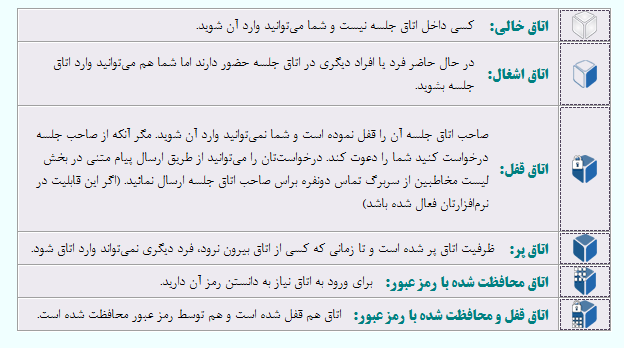 اتاق خالی: کسی داخل اتاق جلسه نیست و شما می‌توانید وارد آن شوید.
اتاق اشغال: در حال حاضر فرد یا افراد دیگری در اتاق جلسه حضور دارند اما شما هم می‌توانید وارد اتاق
جلسه بشوید.
اتاق قفل: صاحب اتاق جلسه آن را قفل نموده است و شما نمی‌توانید وارد آن شوید. مگر آنکه از صاحب جلسه
درخواست کنید شما را دعوت کند. درخواست‌تان را می‌توانید از طریق ارسال پیام متنی در بخش
لیست مخاطبین از سربرگ تماس دونفره براس صاحب اتاق جلسه ارسال نمائید. (اگر این قابلیت در
نرم‌افزارتان فعال شده باشد)
اتاق پر: ظرفیت اتاق پر شده است و تا زمانی که کسی از اتاق بیرون نرود، فرد دیگری نمی‌تواند وارد اتاق شود.
اتاق محافظت شده با رمز عبور: برای ورود به اتاق نیاز به دانستن رمز آن دارید.
اتاق قفل و محافظت شده با رمز عبور: اتاق هم قفل شده است و هم توسط رمز عبور محافظت شده است.